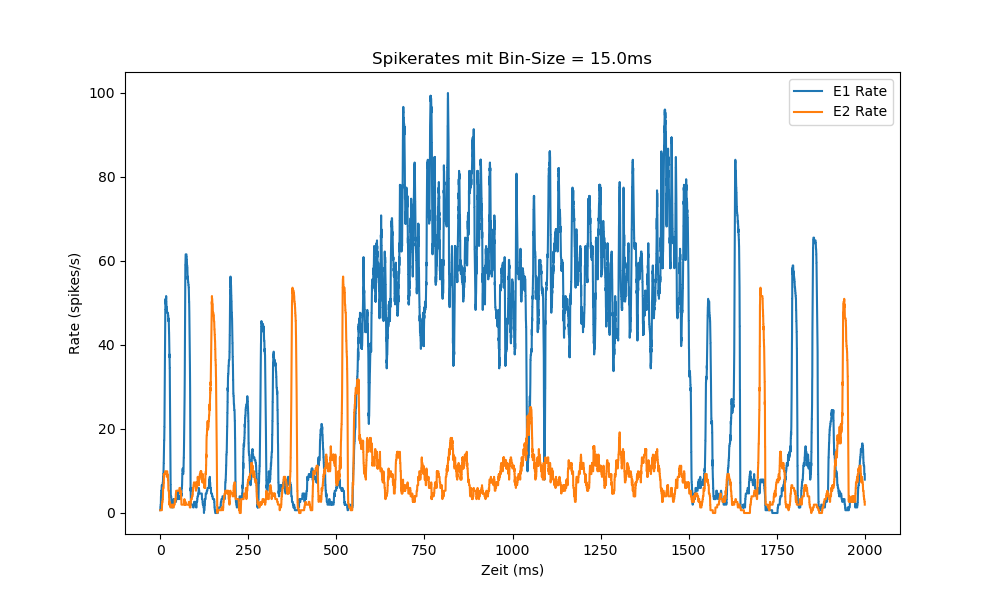 Spikerates mit Bin-Size = 15.0ms
E1 Rate
E2 Rate
Rate (spikes/s)
100
80
60
40
20
0
0 250 500 750 1000 1250 1500 1750 2000
Zeit (ms)